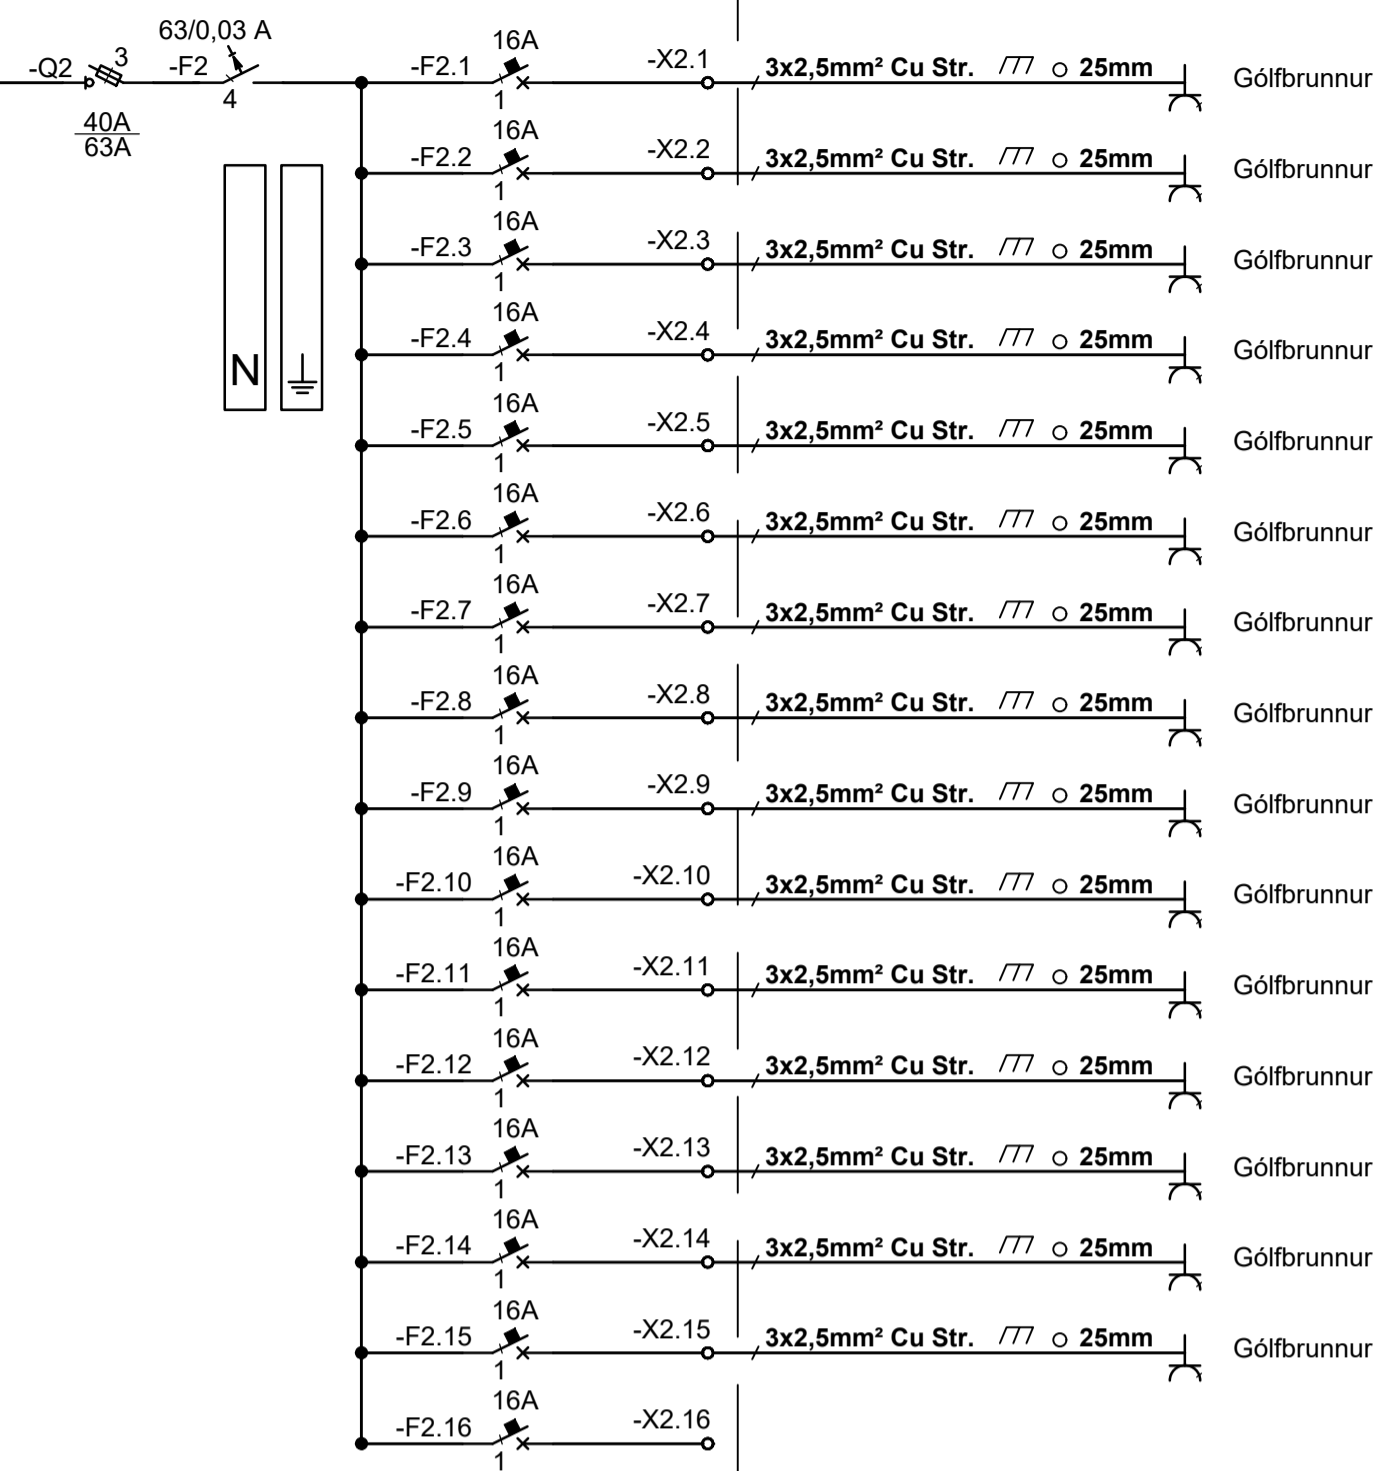 63/0,03 A
-Q2 3 -F2 4
40A
63A
N
16A
-F2.1 1 -X2.1 3x2,5mm² Cu Str. 25mm Gólfbrunnur
16A
-F2.2 1 -X2.2 3x2,5mm² Cu Str. 25mm Gólfbrunnur
16A
-F2.3 1 -X2.3 3x2,5mm² Cu Str. 25mm Gólfbrunnur
16A
-F2.4 1 -X2.4 3x2,5mm² Cu Str. 25mm Gólfbrunnur
16A
-F2.5 1 -X2.5 3x2,5mm² Cu Str. 25mm Gólfbrunnur
16A
-F2.6 1 -X2.6 3x2,5mm² Cu Str. 25mm Gólfbrunnur
16A
-F2.7 1 -X2.7 3x2,5mm² Cu Str. 25mm Gólfbrunnur
16A
-F2.8 1 -X2.8 3x2,5mm² Cu Str. 25mm Gólfbrunnur
16A
-F2.9 1 -X2.9 3x2,5mm² Cu Str. 25mm Gólfbrunnur
16A
-F2.10 1 -X2.10 3x2,5mm² Cu Str. 25mm Gólfbrunnur
16A
-F2.11 1 -X2.11 3x2,5mm² Cu Str. 25mm Gólfbrunnur
16A
-F2.12 1 -X2.12 3x2,5mm² Cu Str. 25mm Gólfbrunnur
16A
-F2.13 1 -X2.13 3x2,5mm² Cu Str. 25mm Gólfbrunnur
16A
-F2.14 1 -X2.14 3x2,5mm² Cu Str. 25mm Gólfbrunnur
16A
-F2.15 1 -X2.15 3x2,5mm² Cu Str. 25mm Gólfbrunnur
16A
-F2.16 1 -X2.16